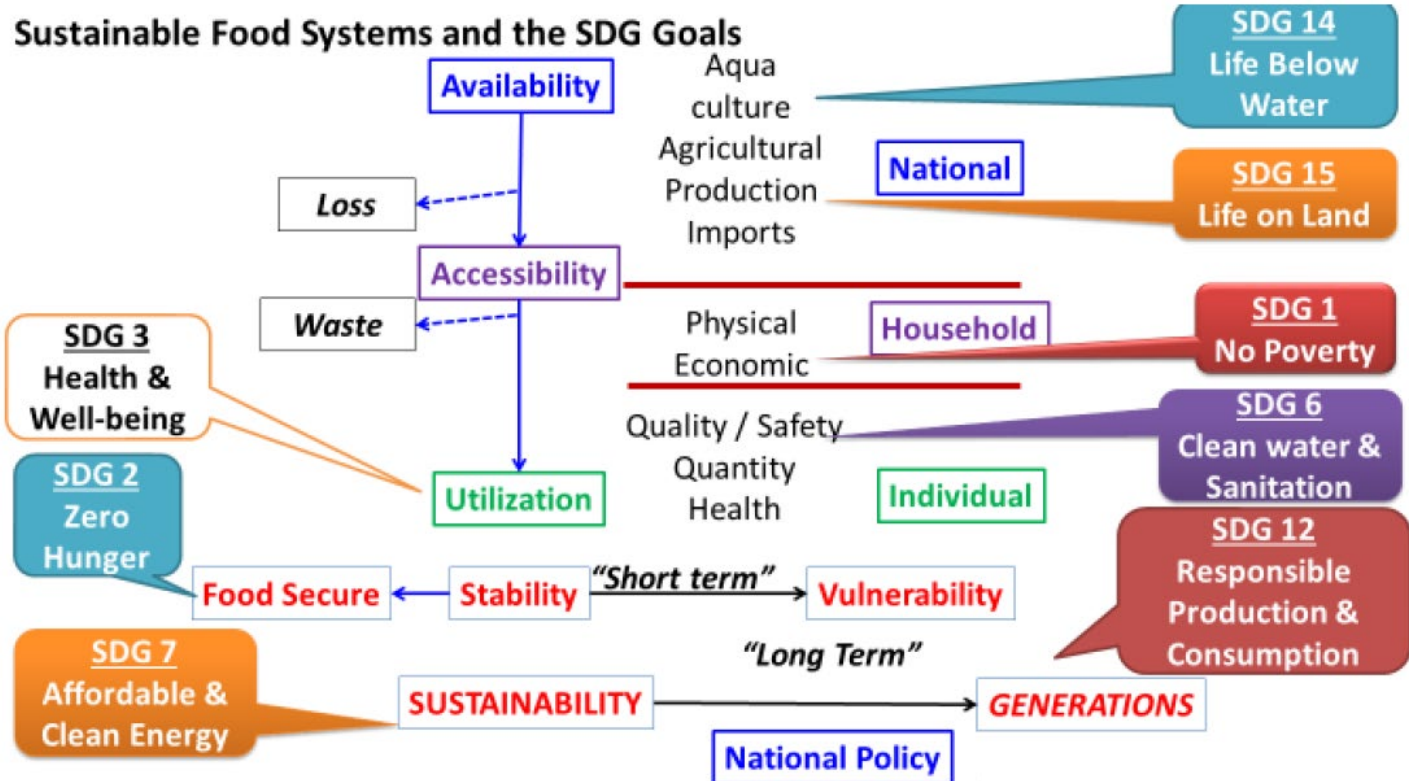 Sustainable Food Systems and the SDG Goals
SDG 14
Life Below
Water
Availability
Aqua
culture
Agricultural
Production
Imports
National
SDG 15
Life on Land
Loss
Accessibility
Waste
Physical
Economic
Household
SDG 1
No Poverty
SDG 3
Health &
Well-being
Quality / Safety
Quantity
Health
SDG 6
Clean water &
Sanitation
Utilization
Individual
SDG 2
Zero
Hunger
SDG 12
Responsible
Production &
Consumption
Food Secure
Stability
“Short term”
Vulnerability
SDG 7
Affordable &
Clean Energy
“Long Term”
SUSTAINABILITY
GENERATIONS
National Policy